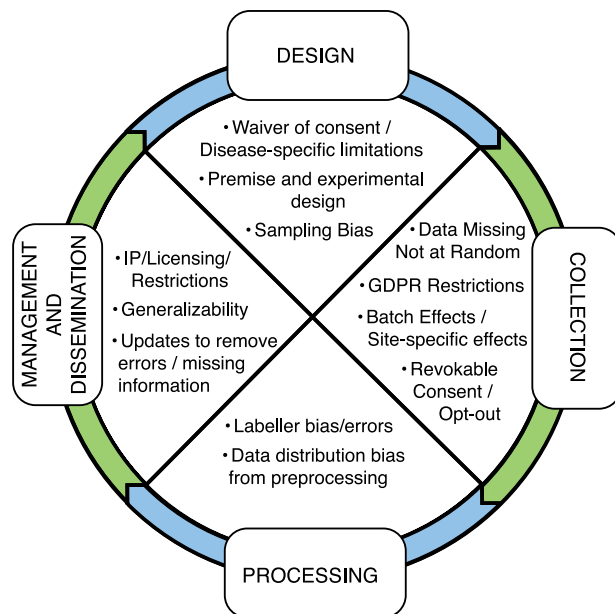 DESIGN
• Waiver of consent /
Disease-specific limitations
• Premise and experimental
design
• Sampling Bias
• Data Missing
Not at Random
• GDPR Restrictions
• Batch Effects /
Site-specific effects
• Revokable
Consent /
Opt-out
COLLECTION
• Labeller bias/errors
• Data distribution bias
from preprocessing
PROCESSING
• IP/Licensing/
Restrictions
• Generalizability
• Updates to remove
errors / missing
information
MANAGEMENT
AND
DISSEMINATION